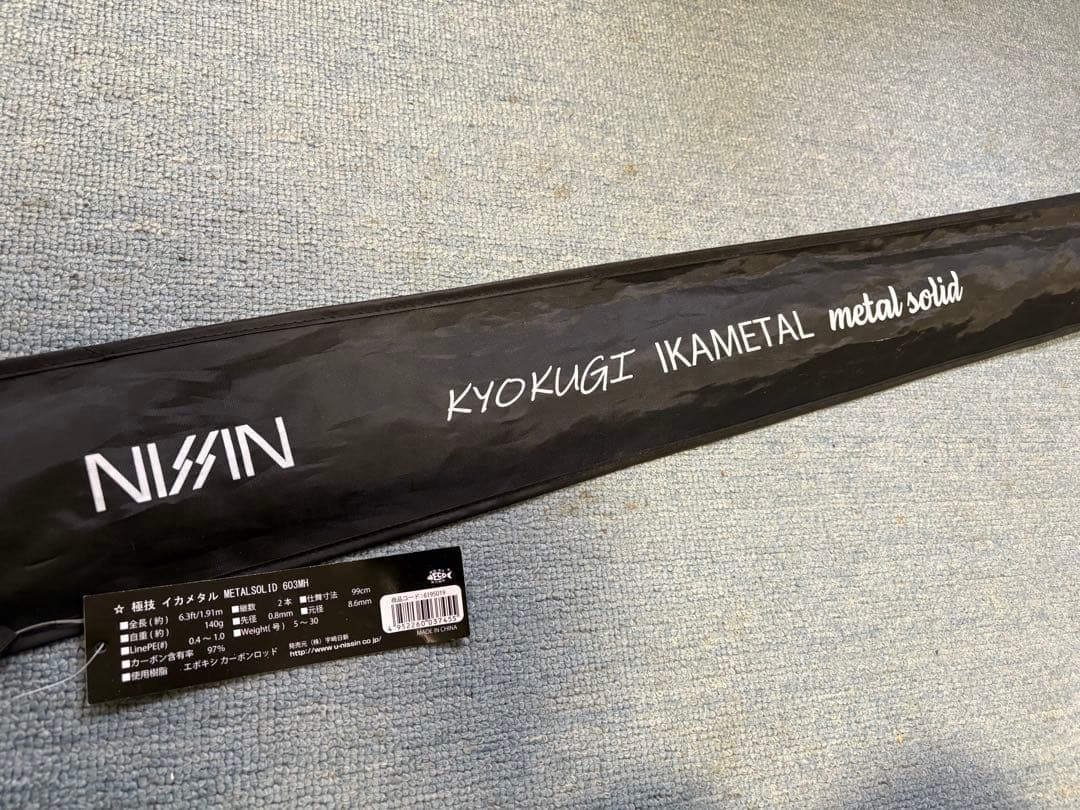 NISSIN
KYOKUGI IKAMETAL metal solid
☆ 極技 イカメタル METALSOLID 603MH
■全長(約) 6.3ft/1.91m ■継数 2本 ■仕舞寸法 99cm
■自重(約) 140g ■先径 0.8mm ■元径 8.6mm
■LinePE(#) 0.4～1.0 ■Weight(号) 5～30
■カーボン含有率 97%
■使用樹脂 エポキシ カーボンロッド
発売元(株)宇崎日新
http://www.u-nissin.co.jp/
商品コード:6195019
4 952260 037455
MADE IN CHINA